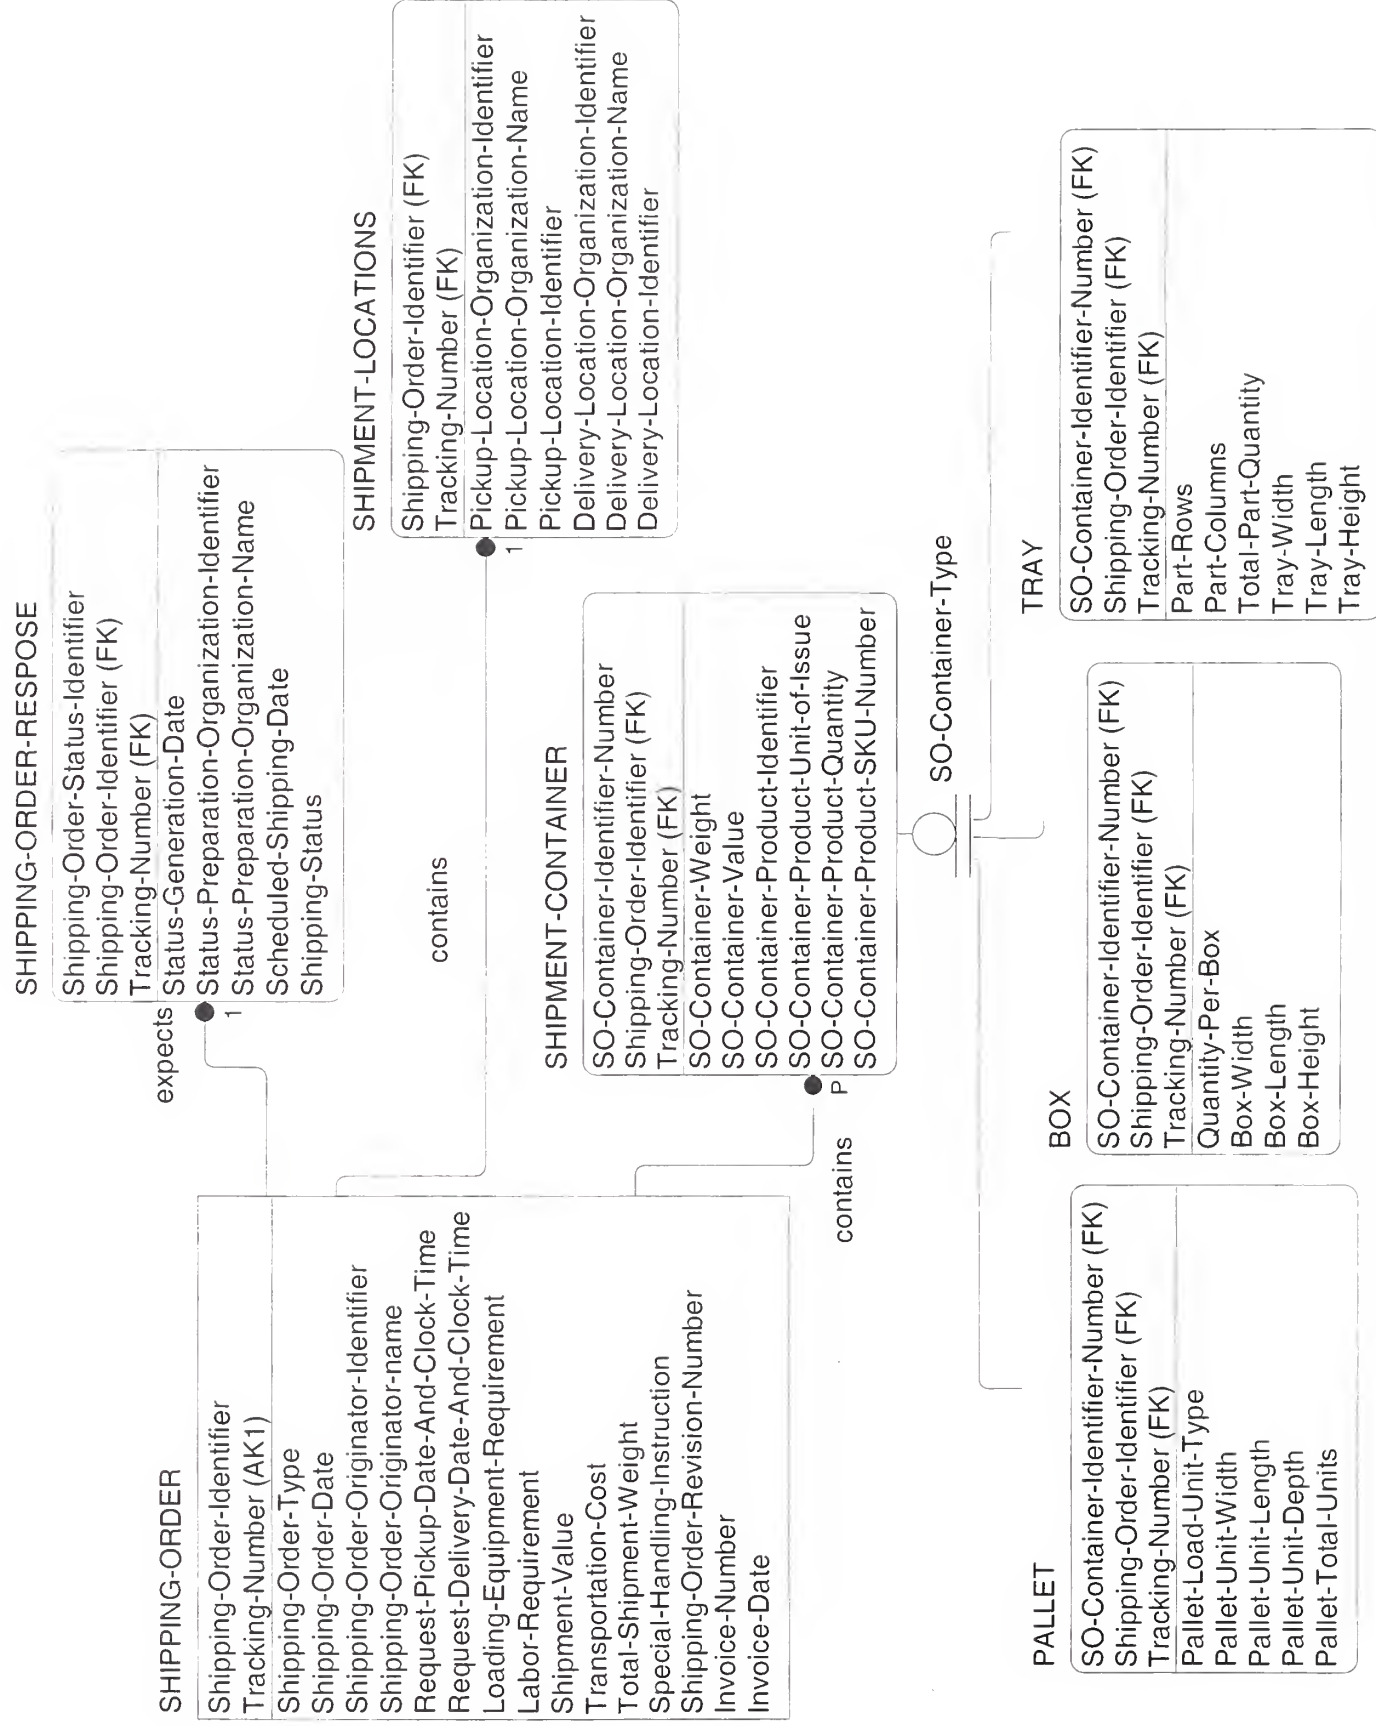 SHIPPING-ORDER
Shipping-Order-Identifier
Tracking-Number (AK1)
Shipping-Order-Type
Shipping-Order-Date
Shipping-Order-Originator-Identifier
Shipping-Order-Originator-name
Request-Pickup-Date-And-Clock-Time
Request-Delivery-Date-And-Clock-Time
Loading-Equipment-Requirement
Labor-Requirement
Shipment-Value
Transportation-Cost
Total-Shipment-Weight
Special-Handling-Instruction
Shipping-Order-Revision-Number
Invoice-Number
Invoice-Date
expects
1
SHIPPING-ORDER-RESPOSE
Shipping-Order-Status-Identifier
Shipping-Order-Identifier (FK)
Tracking-Number (FK)
Status-Generation-Date
Status-Preparation-Organization-Identifier
Status-Preparation-Organization-Name
Scheduled-Shipping-Date
Shipping-Status
contains
1
SHIPMENT-LOCATIONS
Shipping-Order-Identifier (FK)
Tracking-Number (FK)
Pickup-Location-Organization-Identifier
Pickup-Location-Organization-Name
Pickup-Location-Identifier
Delivery-Location-Organization-Identifier
Delivery-Location-Organization-Name
Delivery-Location-Identifier
contains
P
SHIPMENT-CONTAINER
SO-Container-Identifier-Number
Shipping-Order-Identifier (FK)
Tracking-Number (FK)
SO-Container-Weight
SO-Container-Value
SO-Container-Product-Identifier
SO-Container-Product-Unit-of-Issue
SO-Container-Product-Quantity
SO-Container-Product-SKU-Number
SO-Container-Type
PALLET
SO-Container-Identifier-Number (FK)
Shipping-Order-Identifier (FK)
Tracking-Number (FK)
Pallet-Load-Unit-Type
Pallet-Unit-Width
Pallet-Unit-Length
Pallet-Unit-Depth
Pallet-Total-Units
BOX
SO-Container-Identifier-Number (FK)
Shipping-Order-Identifier (FK)
Tracking-Number (FK)
Quantity-Per-Box
Box-Width
Box-Length
Box-Height
TRAY
SO-Container-Identifier-Number (FK)
Shipping-Order-Identifier (FK)
Tracking-Number (FK)
Part-Rows
Part-Columns
Total-Part-Quantity
Tray-Width
Tray-Length
Tray-Height